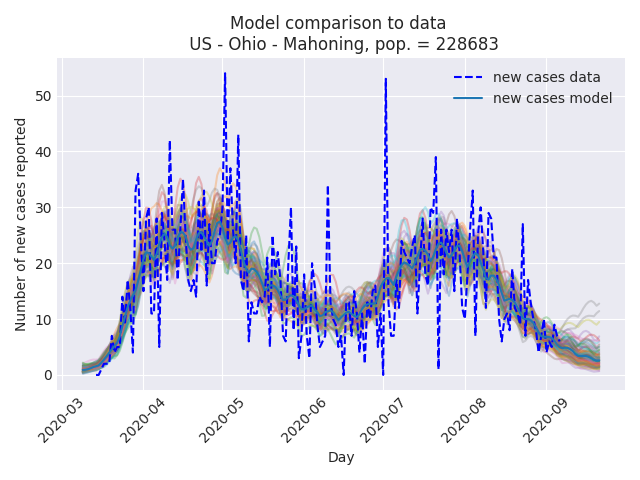 Model comparison to data
US - Ohio - Mahoning, pop. = 228683
new cases data
new cases model
Number of new cases reported
50
40
30
20
10
0
2020-03
2020-04
2020-05
2020-06
2020-07
2020-08
2020-09
Day